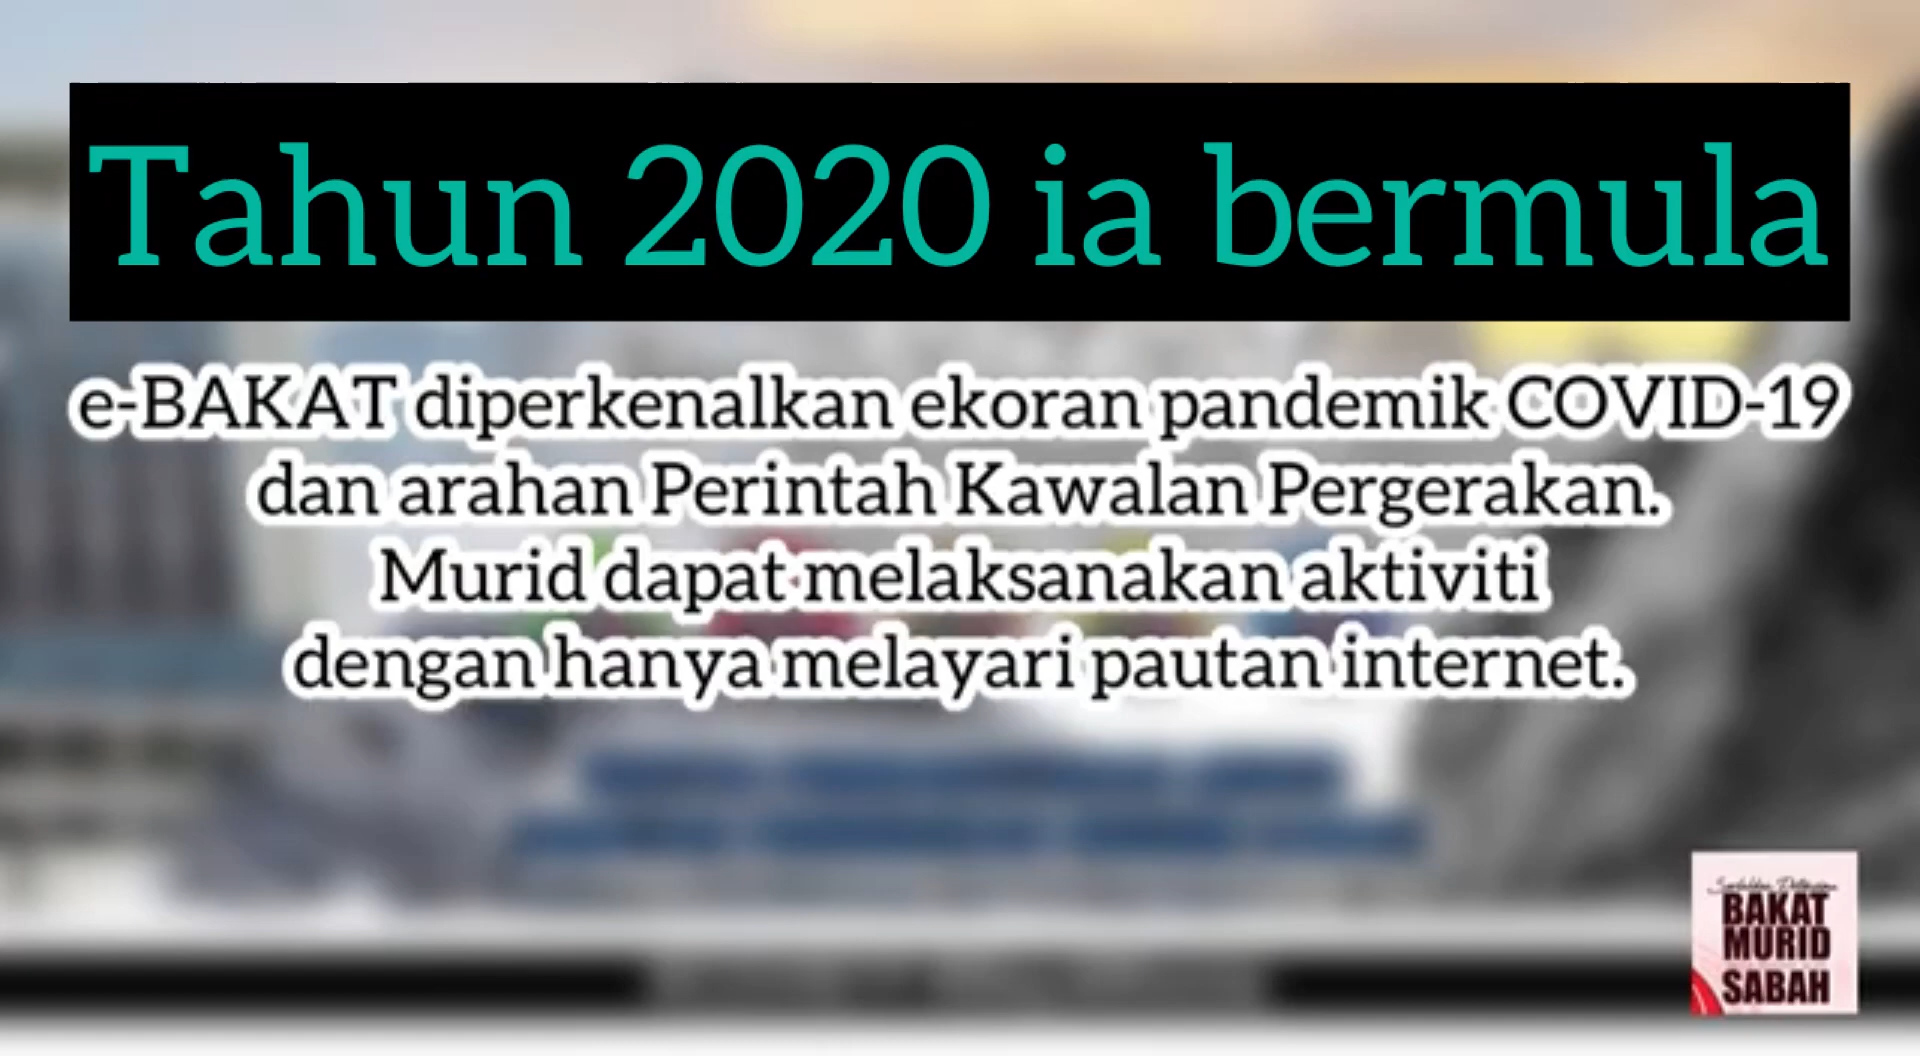 Tahun 2020 ia bermula
e-BAKAT diperkenalkan ekoran pandemik COVID-19
dan arahan Perintah Kawalan Pergerakan.
Murid dapat melaksanakan aktiviti
dengan hanya melayari pautan internet.
BAKAT
MURID
SABAH